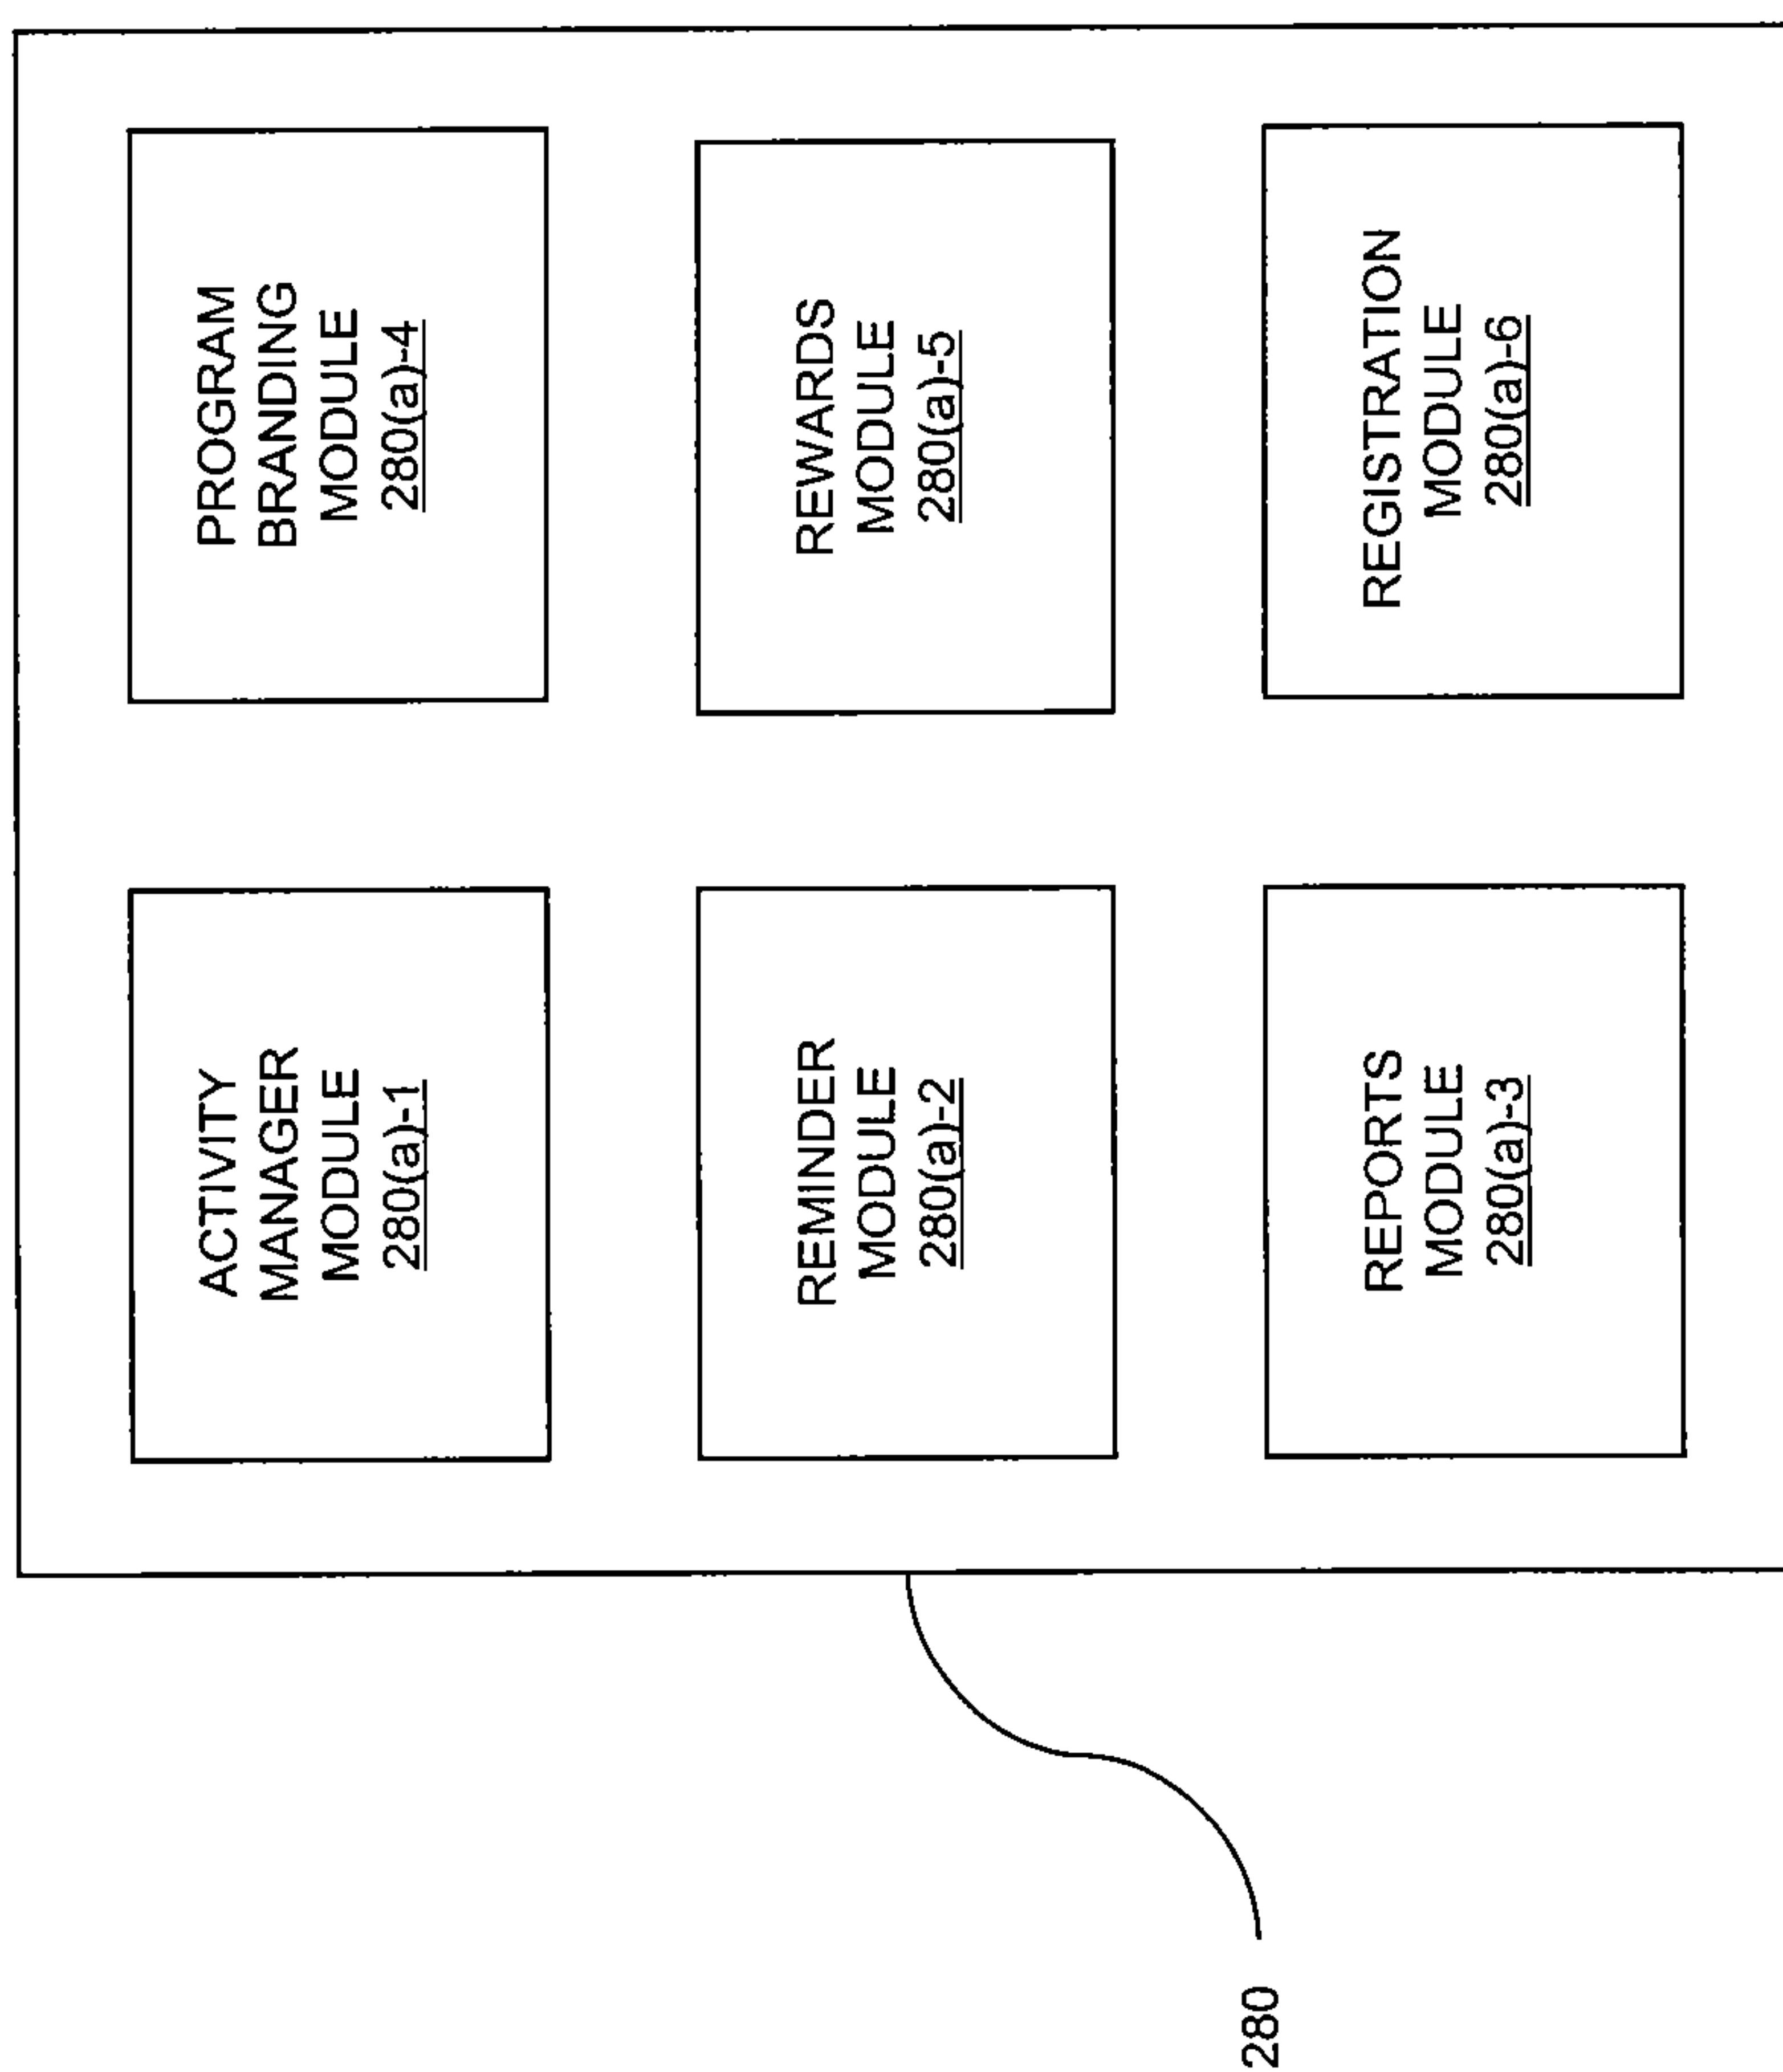 ACTIVITY
MANAGER
MODULE
280(a)-1
PROGRAM
BRANDING
MODULE
280(a)-4
REMINDER
MODULE
280(a)-2
REWARDS
MODULE
280(a)-5
REPORTS
MODULE
280(a)-3
REGISTRATION
MODULE
280(a)-6
280